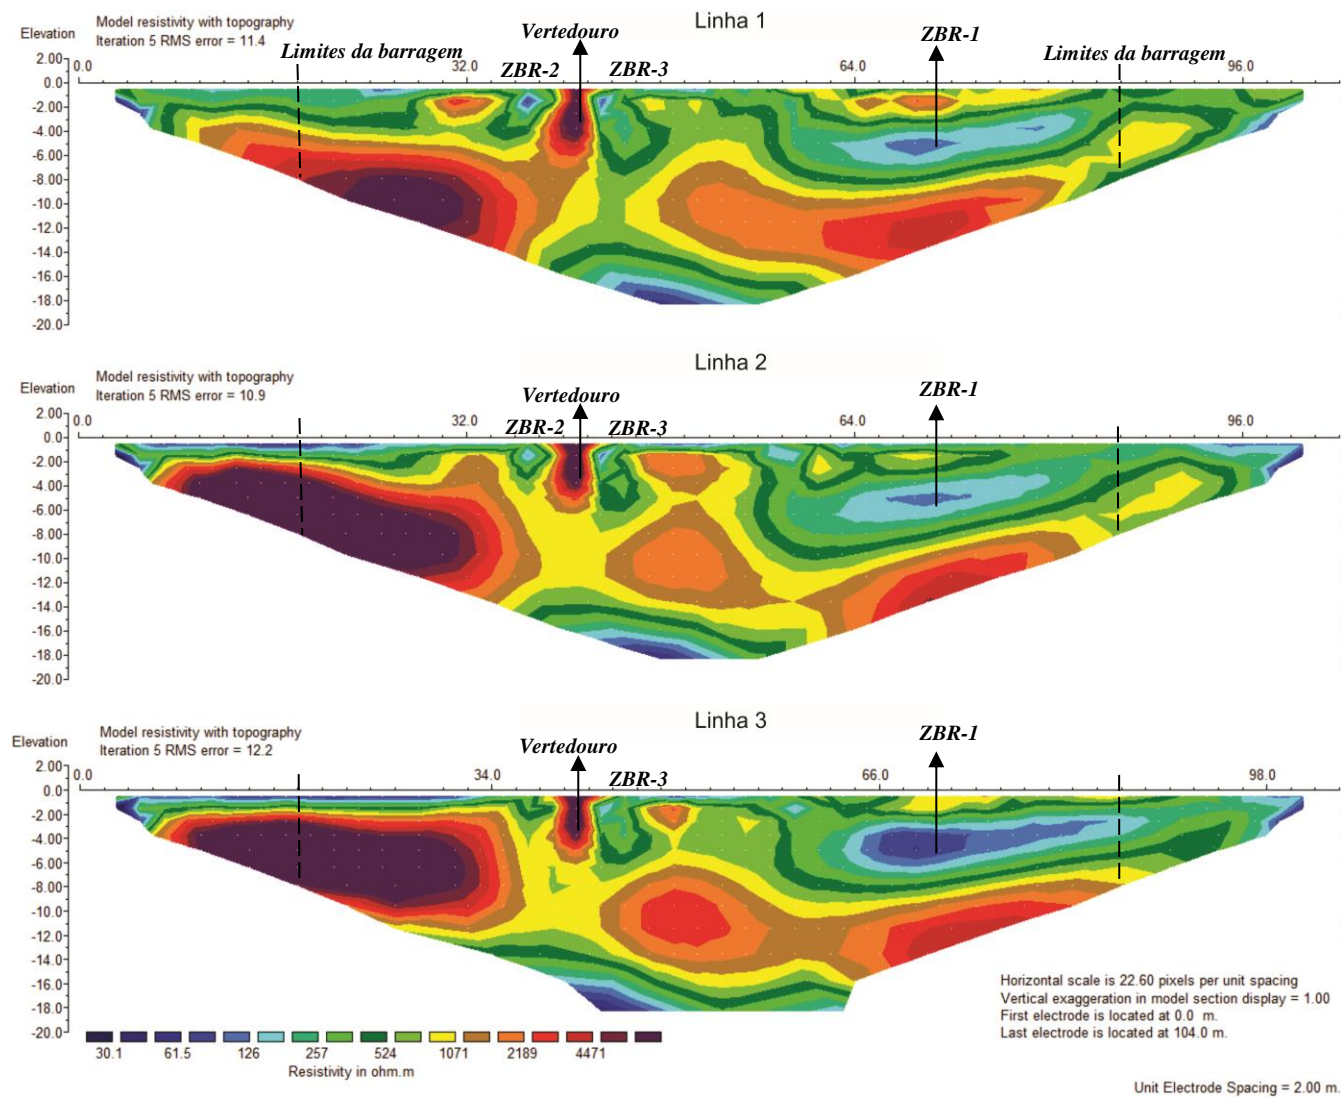 Linha 1
Model resistivity with topography
Iteration 5 RMS error = 11.4
Elevation
Vertedouro
ZBR-1
Limites da barragem
Limites da barragem
ZBR-2
ZBR-3
0.0 32.0 64.0 96.0
2.00
0.0
-2.00
-4.00
-6.00
-8.00
-10.0
-12.0
-14.0
-16.0
-18.0
-20.0
Linha 2
Model resistivity with topography
Iteration 5 RMS error = 10.9
Elevation
Vertedouro
ZBR-1
ZBR-2
ZBR-3
0.0 32.0 64.0 96.0
2.00
0.0
-2.00
-4.00
-6.00
-8.00
-10.0
-12.0
-14.0
-16.0
-18.0
-20.0
Linha 3
Model resistivity with topography
Iteration 5 RMS error = 12.2
Elevation
Vertedouro
ZBR-1
ZBR-3
0.0 34.0 66.0 98.0
2.00
0.0
-2.00
-4.00
-6.00
-8.00
-10.0
-12.0
-14.0
-16.0
-18.0
-20.0
30.1 61.5 126 257 524 1071 2189 4471
Resistivity in ohm.m
Horizontal scale is 22.60 pixels per unit spacing
Vertical exaggeration in model section display = 1.00
First electrode is located at 0.0 m.
Last electrode is located at 104.0 m.
Unit Electrode Spacing = 2.00 m.